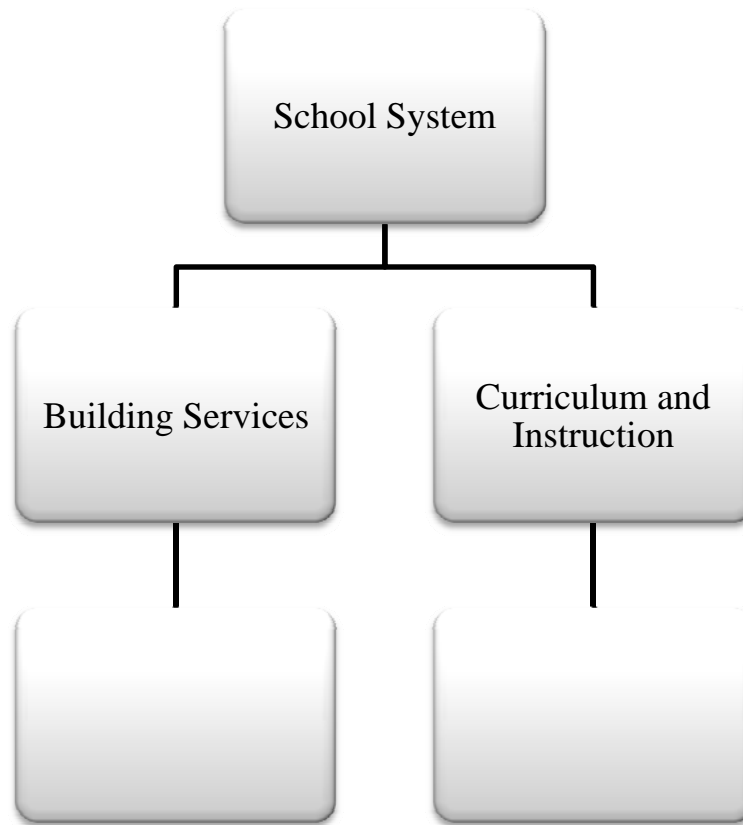 School System
Building Services
Curriculum and
Instruction